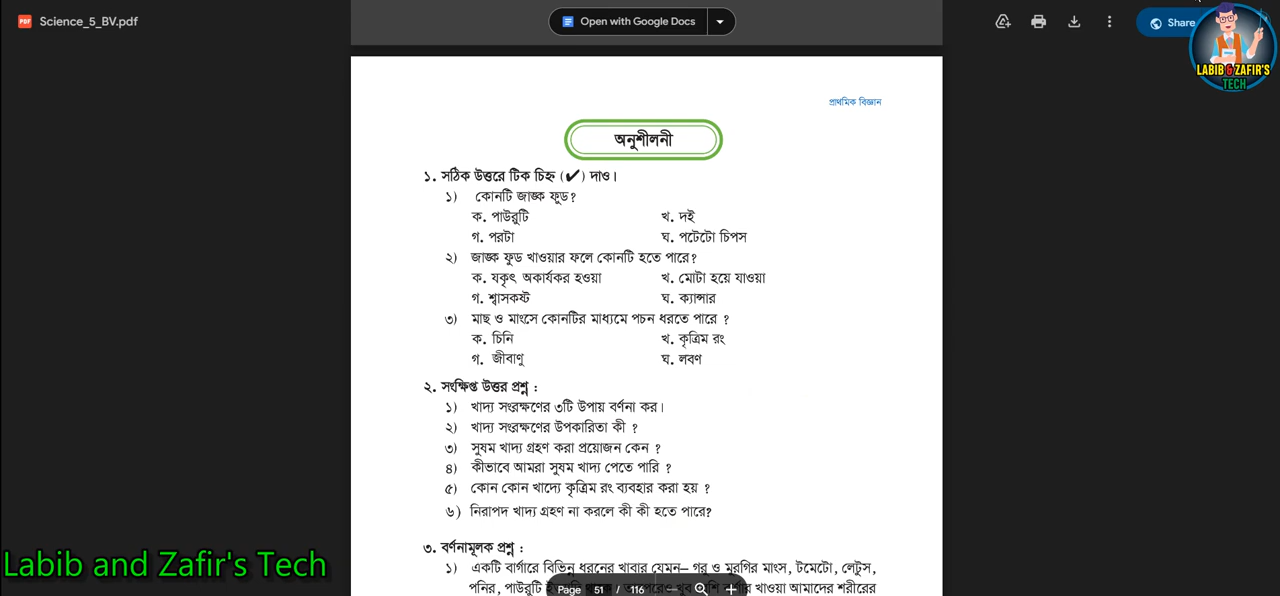 Science_5_BV.pdf
Open with Google Docs
Share
LABIB & ZAFIR'S
TECH
প্রাথমিক বিজ্ঞান
অনুশীলনী
১. সঠিক উত্তরে টিক চিহ্ন (✔) দাও।
১) কোনটি জাঙ্ক ফুড?
ক. পাউরুটি খ. দই
গ. পরটা ঘ. পটেটো চিপস
২) জাঙ্ক ফুড খাওয়ার ফলে কোনটি হতে পারে?
ক. যকৃৎ অকার্যকর হওয়া খ. মোটা হয়ে যাওয়া
গ. শ্বাসকষ্ট ঘ. ক্যান্সার
৩) মাছ ও মাংসে কোনটির মাধ্যমে পচন ধরতে পারে ?
ক. চিনি খ. কৃত্রিম রং
গ. জীবাণু ঘ. লবণ
২. সংক্ষিপ্ত উত্তর প্রশ্ন :
১) খাদ্য সংরক্ষণের ৩টি উপায় বর্ণনা কর।
২) খাদ্য সংরক্ষণের উপকারিতা কী ?
৩) সুষম খাদ্য গ্রহণ করা প্রয়োজন কেন ?
৪) কীভাবে আমরা সুষম খাদ্য পেতে পারি ?
৫) কোন কোন খাদ্যে কৃত্রিম রং ব্যবহার করা হয় ?
৬) নিরাপদ খাদ্য গ্রহণ না করলে কী কী হতে পারে?
৩. বর্ণনামূলক প্রশ্ন :
১) একটি বার্গারে বিভিন্ন ধরনের খাবার যেমন– গরু ও মুরগির মাংস, টমেটো, লেটুস,
পনির, পাউরুটি খাওয়া আমাদের শরীরের
Page 51 / 116
Labib and Zafir's Tech